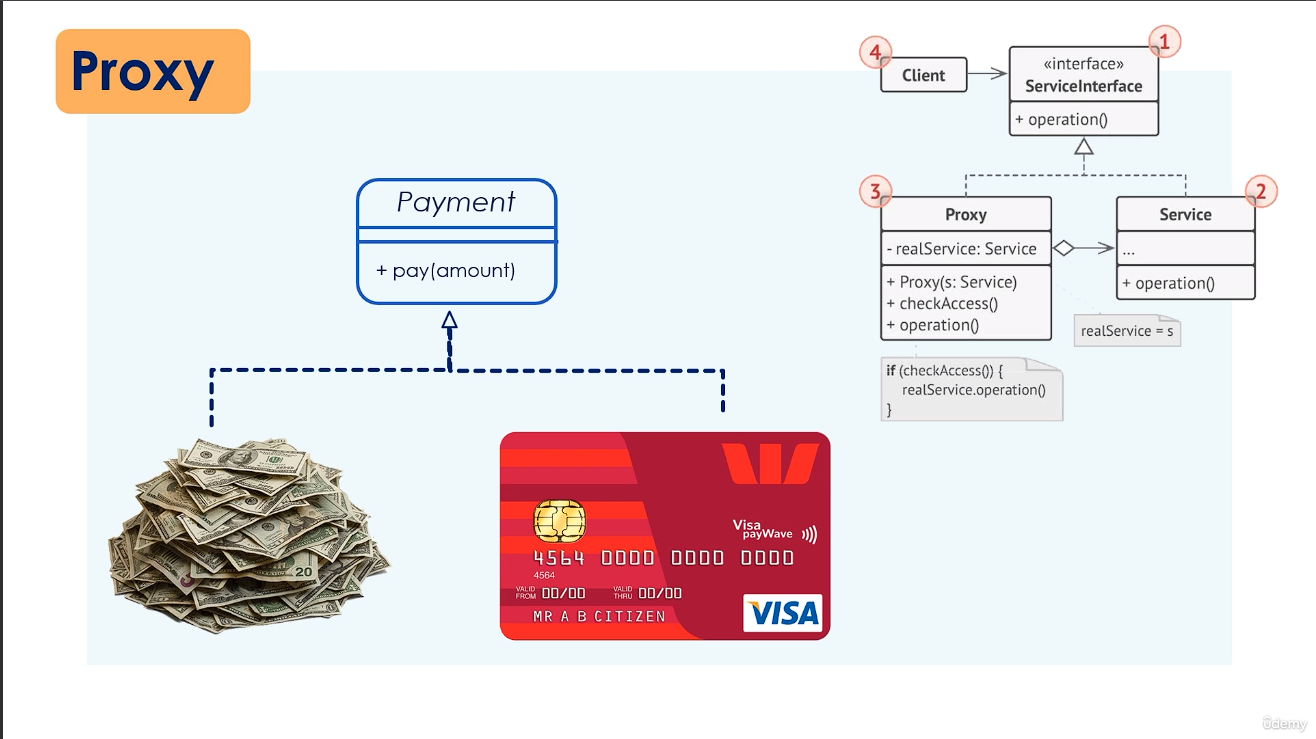 Proxy
Payment
+ pay(amount)
20
Visa
payWave
4564 0000 0000 0000
4564
VALID
FROM 00/00
VALID
THRU 00/00
MR A B CITIZEN
VISA
4
Client
1
«interface»
ServiceInterface
+ operation()
3
Proxy
- realService: Service
+ Proxy(s: Service)
+ checkAccess()
+ operation()
2
Service
...
+ operation()
realService = s
if (checkAccess()) {
realService.operation()
}
ûdemy